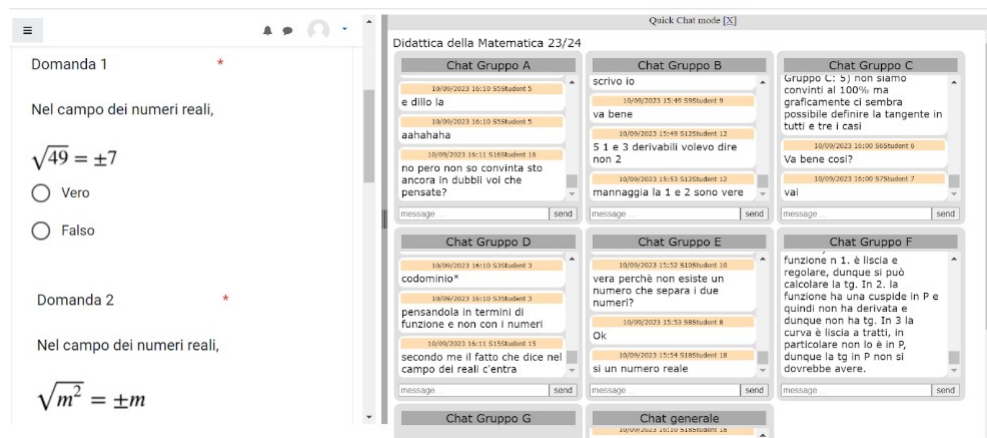 Quick Chat mode [X]
Domanda 1 *
Nel campo dei numeri reali,
√49 = ±7
Vero
Falso
Domanda 2 *
Nel campo dei numeri reali,
√m² = ±m
Didattica della Matematica 23/24
Chat Gruppo A
10/09/2023 16:10 S5Student 5
e dillo la
10/09/2023 16:10 S5Student 5
aahahaha
10/09/2023 16:11 S16Student 16
no pero non so convinta sto
ancora in dubbli voi che
pensate?
message ... send
Chat Gruppo B
scrivo io
10/09/2023 15:49 S9Student 9
va bene
10/09/2023 15:49 S12Student 12
5 1 e 3 derivabili volevo dire
non 2
10/09/2023 15:53 S12Student 12
mannaggia la 1 e 2 sono vere
message ... send
Chat Gruppo C
Gruppo C: 5) non siamo
convinti al 100% ma
graficamente ci sembra
possibile definire la tangente in
tutti e tre i casi
10/09/2023 16:00 S6Student 6
Va bene cosi?
10/09/2023 16:00 S7Student 7
vai
message ... send
Chat Gruppo D
10/09/2023 16:10 S3Student 3
codominio*
10/09/2023 16:10 S3Student 3
pensandola in termini di
funzione e non con i numeri
10/09/2023 16:11 S15Student 15
secondo me il fatto che dice nel
campo dei reali c'entra
message ... send
Chat Gruppo E
10/09/2023 15:52 S10Student 10
vera perchè non esiste un
numero che separa i due
numeri?
10/09/2023 15:53 S8Student 8
Ok
10/09/2023 15:54 S18Student 18
si un numero reale
message ... send
Chat Gruppo F
funzione n 1. è liscia e
regolare, dunque si può
calcolare la tg. In 2. la
funzione ha una cuspide in P e
quindi non ha derivata e
dunque non ha tg. In 3 la
curva è liscia a tratti, in
particolare non lo è in P,
dunque la tg in P non si
dovrebbe avere.
message ... send
Chat Gruppo G
Chat generale
10/09/2023 16:10 S18Student 18